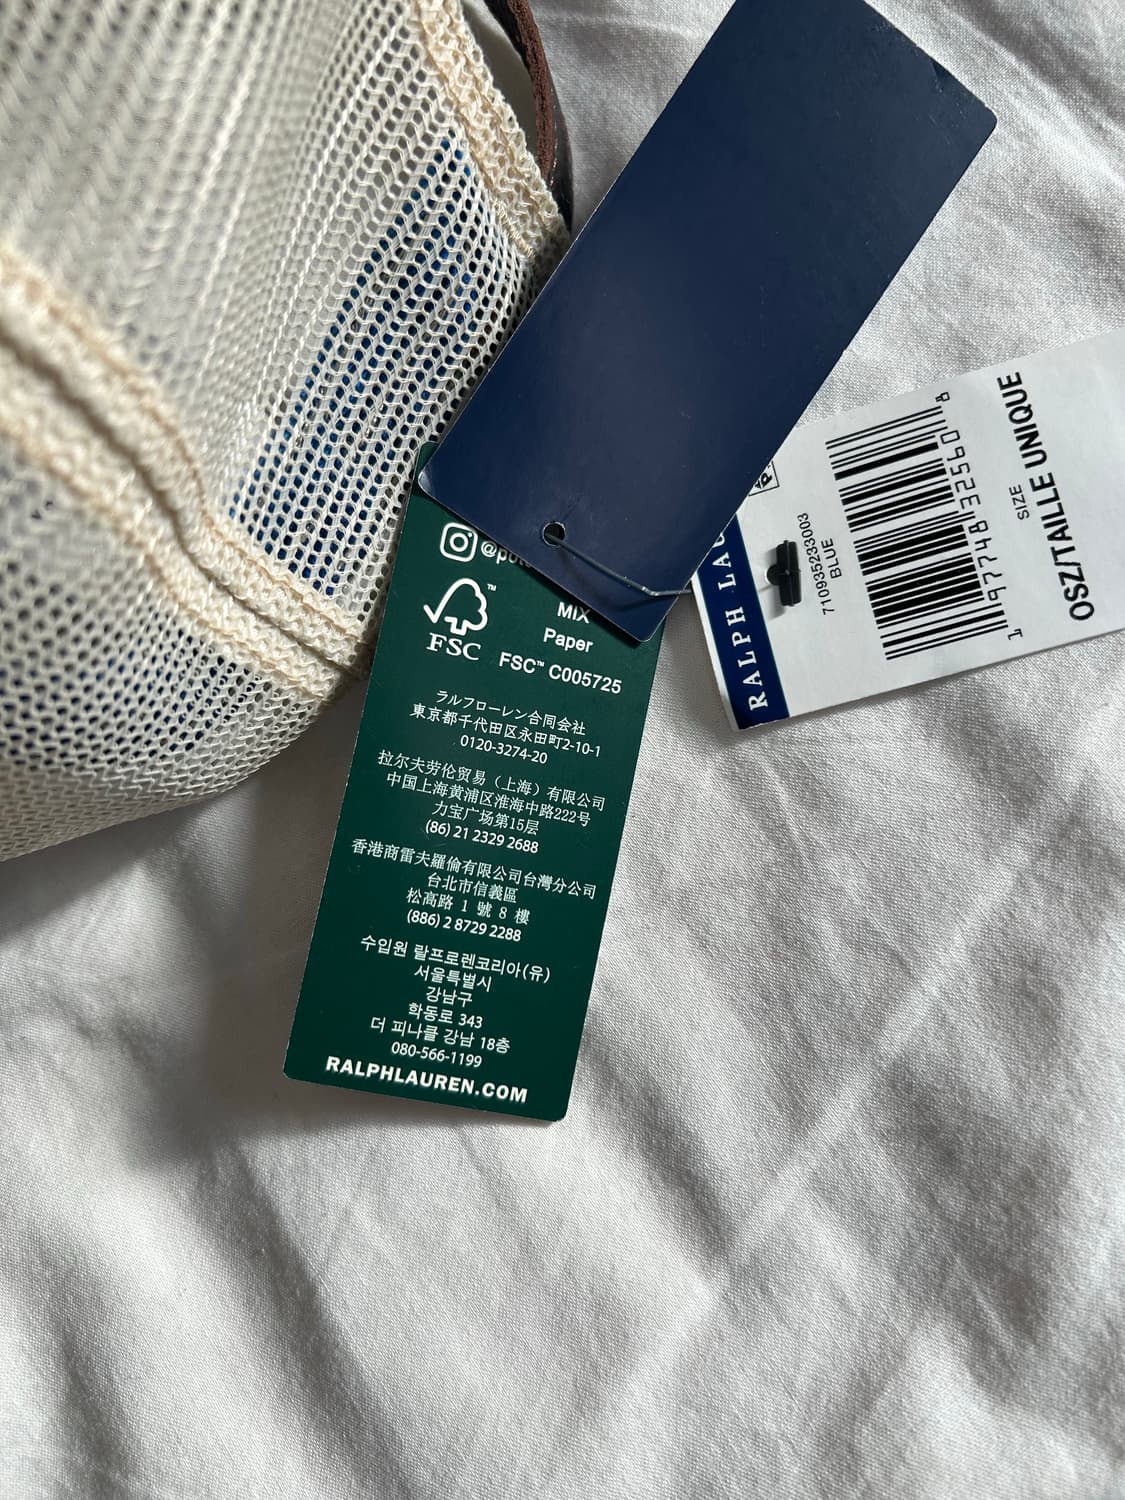 MIX
Paper
FSC™ C005725
FSC
ラルフローレン合同会社
東京都千代田区永田町2-10-1
0120-3274-20
拉尔夫劳伦贸易（上海）有限公司
中国上海黄浦区淮海中路222号
力宝广场第15层
(86) 21 2329 2688
香港商雷夫羅倫有限公司台灣分公司
台北市信義區
松高路 1 號 8 樓
(886) 2 8729 2288
수입원 랄프로렌코리아(유)
서울특별시
강남구
학동로 343
더 피나클 강남 18층
080-566-1199
RALPHLAUREN.COM
RALPH
710935233003
BLUE
1 97748 32560 8
SIZE
OSZ/TAILLE UNIQUE